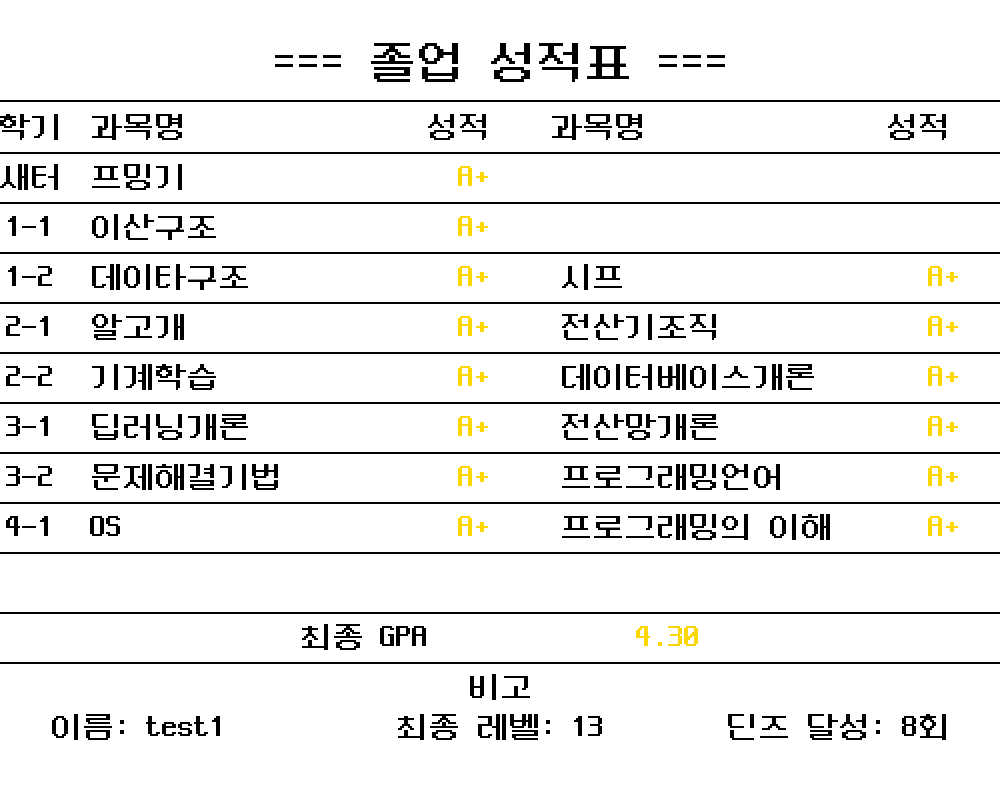 === 졸업 성적표 ===
학기 과목명 성적 과목명 성적
새터 프밍기 A+
1-1 이산구조 A+
1-2 데이타구조 A+ 시프 A+
2-1 알고개 A+ 전산기조직 A+
2-2 기계학습 A+ 데이터베이스개론 A+
3-1 딥러닝개론 A+ 전산망개론 A+
3-2 문제해결기법 A+ 프로그래밍언어 A+
4-1 OS A+ 프로그래밍의 이해 A+
최종 GPA 4.30
비고
이름: test1 최종 레벨: 13 딘즈 달성: 8회